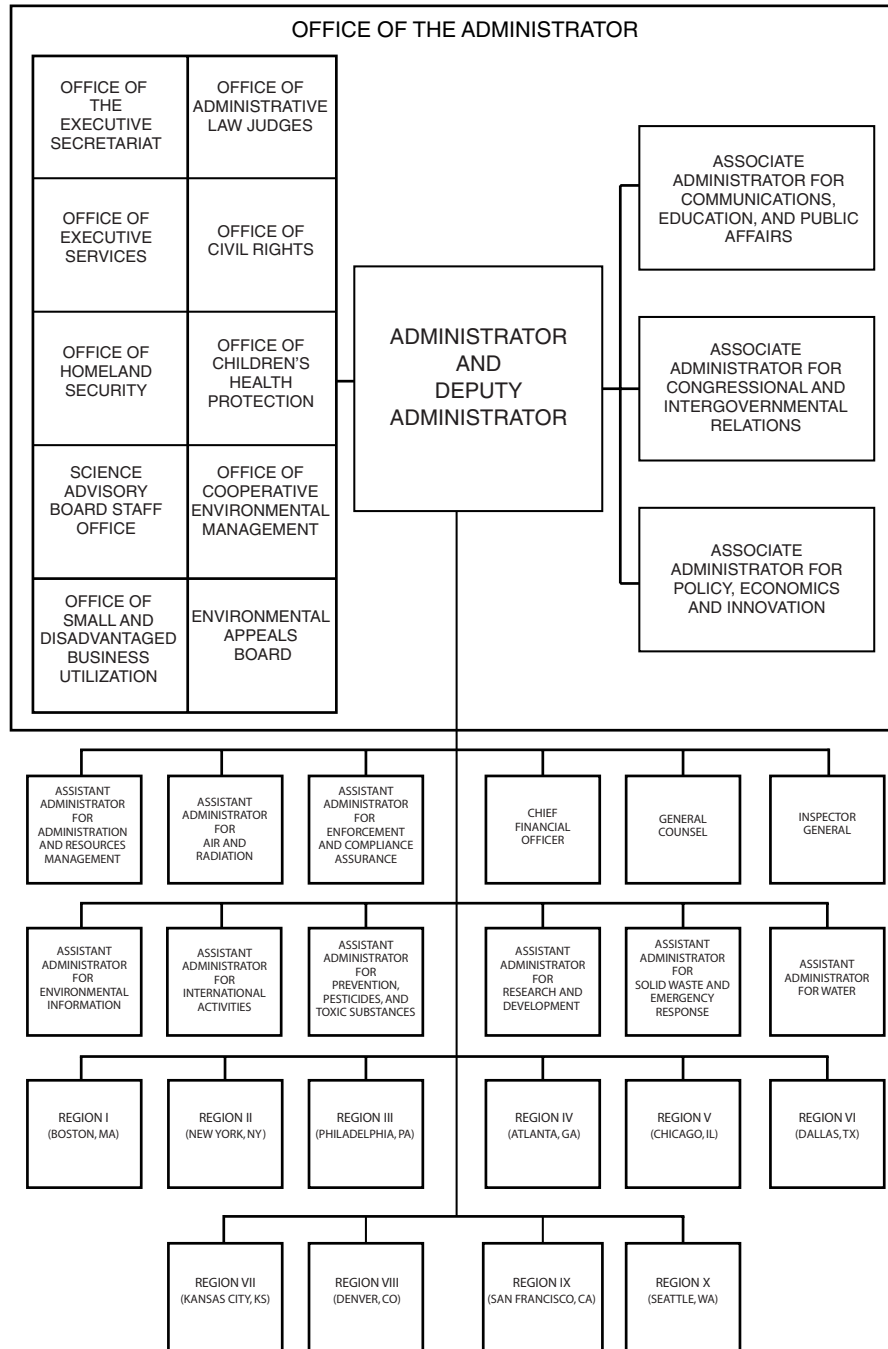 OFFICE OF THE ADMINISTRATOR
OFFICE OF
THE
EXECUTIVE
SECRETARIAT
OFFICE OF
ADMINISTRATIVE
LAW JUDGES
OFFICE OF
EXECUTIVE
SERVICES
OFFICE OF
CIVIL RIGHTS
OFFICE OF
HOMELAND
SECURITY
OFFICE OF
CHILDREN'S
HEALTH
PROTECTION
SCIENCE
ADVISORY
BOARD STAFF
OFFICE
OFFICE OF
COOPERATIVE
ENVIRONMENTAL
MANAGEMENT
OFFICE OF
SMALL AND
DISADVANTAGED
BUSINESS
UTILIZATION
ENVIRONMENTAL
APPEALS
BOARD
ADMINISTRATOR
AND
DEPUTY
ADMINISTRATOR
ASSOCIATE
ADMINISTRATOR FOR
COMMUNICATIONS,
EDUCATION, AND PUBLIC
AFFAIRS
ASSOCIATE
ADMINISTRATOR FOR
CONGRESSIONAL AND
INTERGOVERNMENTAL
RELATIONS
ASSOCIATE
ADMINISTRATOR FOR
POLICY, ECONOMICS
AND INNOVATION
ASSISTANT
ADMINISTRATOR
FOR
ADMINISTRATION
AND RESOURCES
MANAGEMENT
ASSISTANT
ADMINISTRATOR
FOR
AIR AND
RADIATION
ASSISTANT
ADMINISTRATOR
FOR
ENFORCEMENT
AND COMPLIANCE
ASSURANCE
CHIEF
FINANCIAL
OFFICER
GENERAL
COUNSEL
INSPECTOR
GENERAL
ASSISTANT
ADMINISTRATOR
FOR
ENVIRONMENTAL
INFORMATION
ASSISTANT
ADMINISTRATOR
FOR
INTERNATIONAL
ACTIVITIES
ASSISTANT
ADMINISTRATOR
FOR
PREVENTION,
PESTICIDES, AND
TOXIC SUBSTANCES
ASSISTANT
ADMINISTRATOR
FOR
RESEARCH AND
DEVELOPMENT
ASSISTANT
ADMINISTRATOR
FOR
SOLID WASTE AND
EMERGENCY
RESPONSE
ASSISTANT
ADMINISTRATOR
FOR WATER
REGION I
(BOSTON, MA)
REGION II
(NEW YORK, NY)
REGION III
(PHILADELPHIA, PA)
REGION IV
(ATLANTA, GA)
REGION V
(CHICAGO, IL)
REGION VI
(DALLAS, TX)
REGION VII
(KANSAS CITY, KS)
REGION VIII
(DENVER, CO)
REGION IX
(SAN FRANCISCO, CA)
REGION X
(SEATTLE, WA)